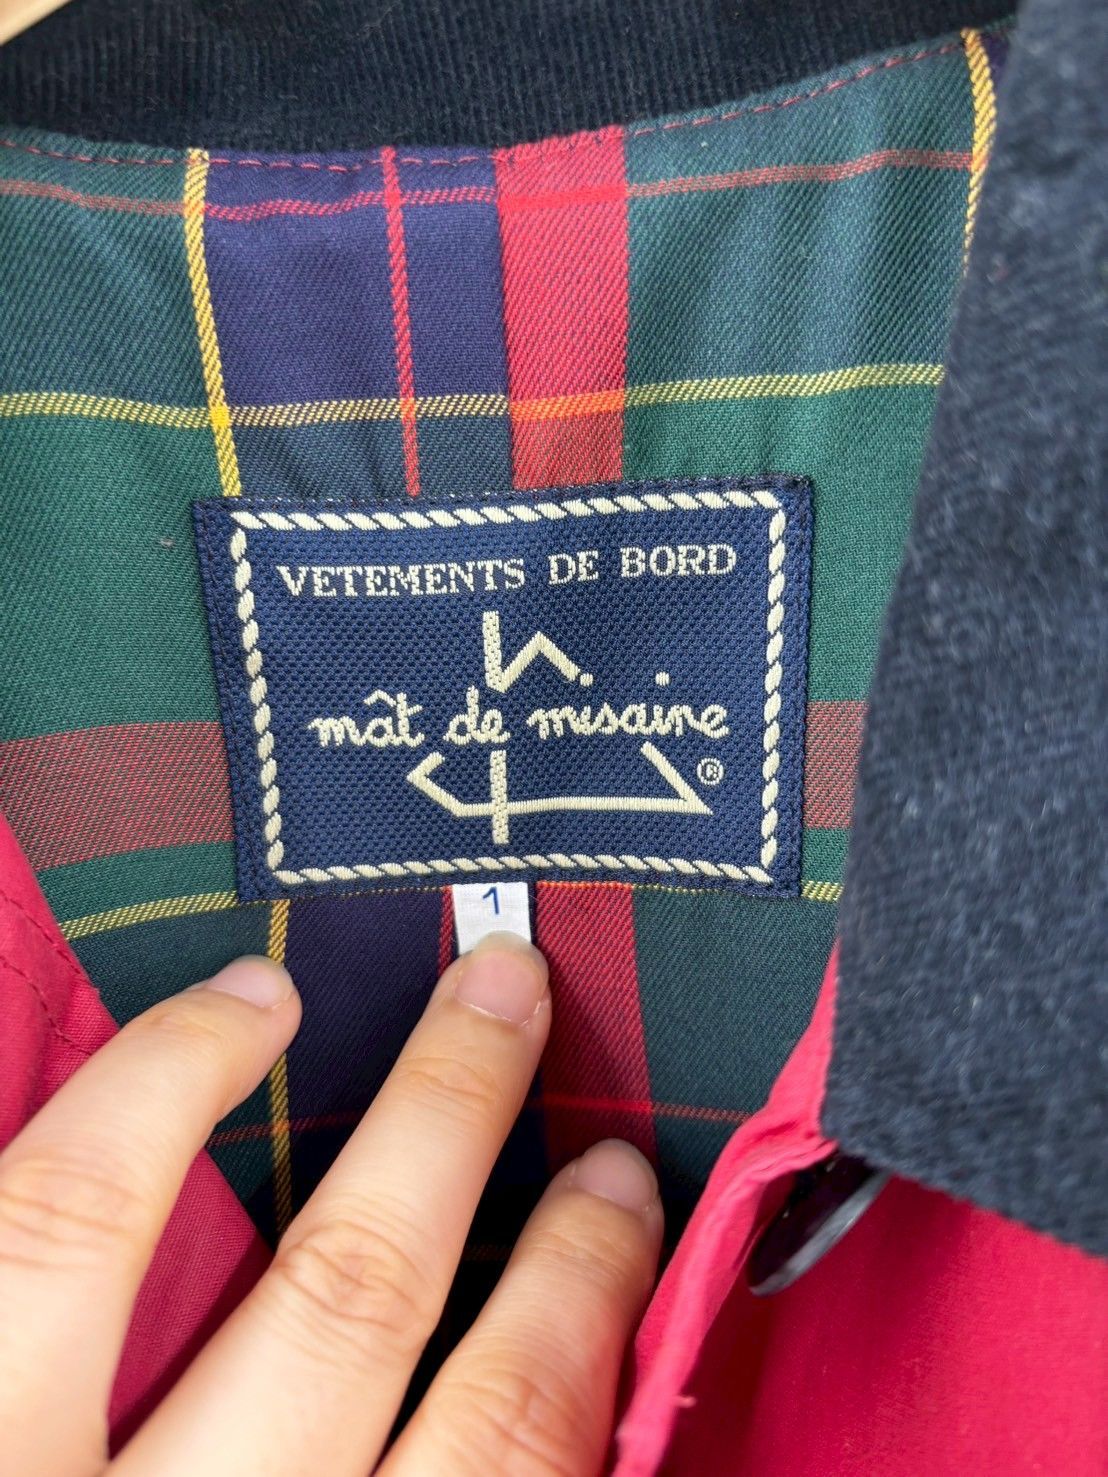 VETEMENTS DE BORD
mât de misaine
®
1